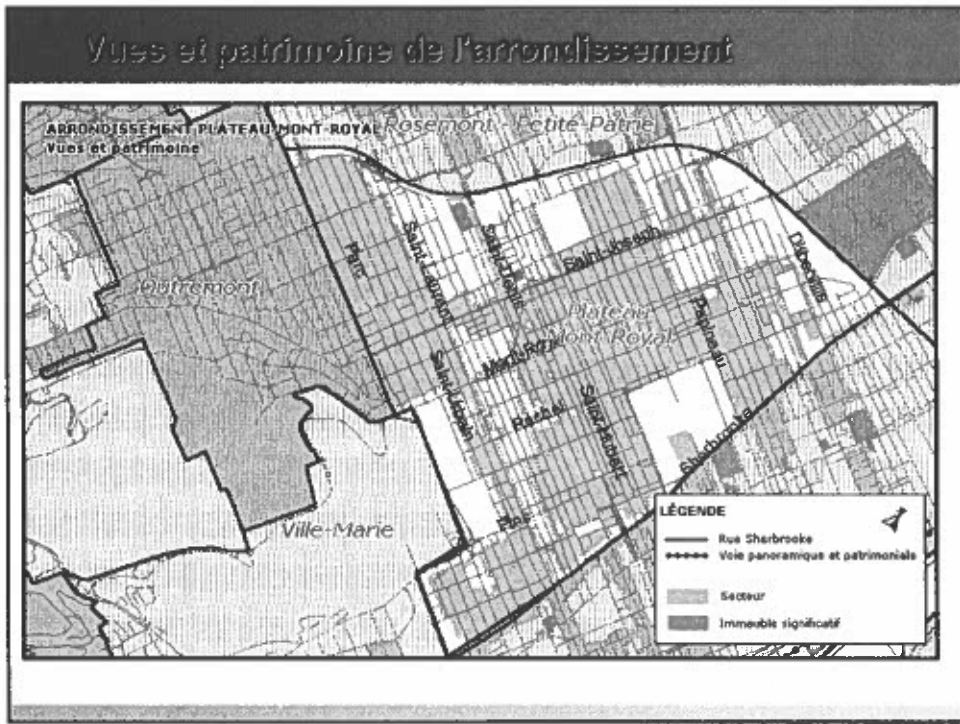 Vues et patrimoine de l'arrondissement
ARRONDISSEMENT PLATEAU MONT-ROYAL
Vues et patrimoine
Rosemont - Petite-Patrie
Outremont
Parc
Saint-Laurent
Saint-Denis
Saint-Joseph
D'Iberville
Plateau
Mont-Royal
Papineau
Mont-Royal
Saint-Urbain
Rachel
Saint-Hubert
Sherbrooke
Ville-Marie
Pins
LÉGENDE
Rue Sherbrooke
Voie panoramique et patrimoniale
Secteur
Immeuble significatif